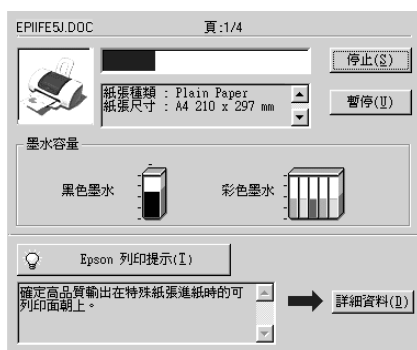 EPIIFE5J.DOC 頁:1/4
停止(S)
紙張種類 : Plain Paper
紙張尺寸 : A4 210 x 297 mm
暫停(U)
墨水容量
黑色墨水 彩色墨水
Epson 列印提示(I)
確定高品質輸出在特殊紙張進紙時的可
列印面朝上。
詳細資料(D)